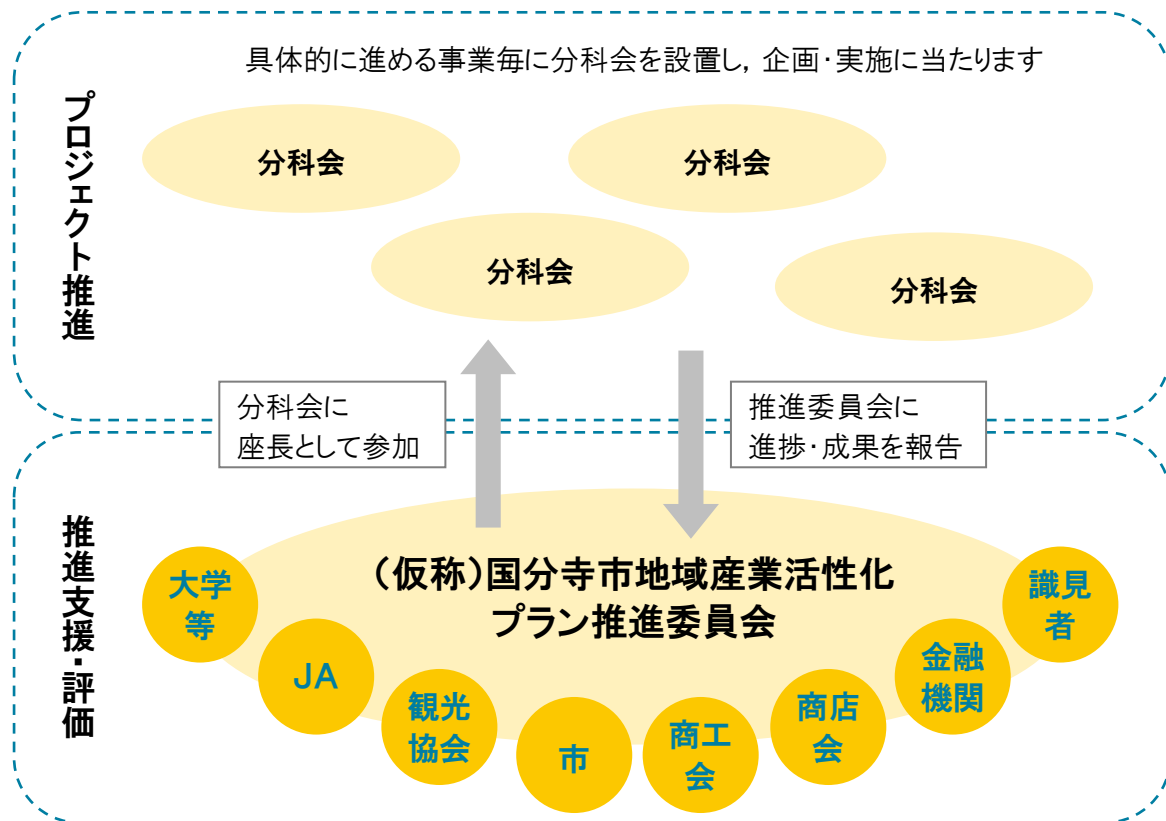 具体的に進める事業毎に分科会を設置し，企画・実施に当たります
プロジェクト推進
分科会
分科会
分科会
分科会
分科会に
座長として参加
推進委員会に
進捗・成果を報告
推進支援・評価
（仮称）国分寺市地域産業活性化
プラン推進委員会
大学
等
JA
観光
協会
市
商工
会
商店
会
金融
機関
識見
者